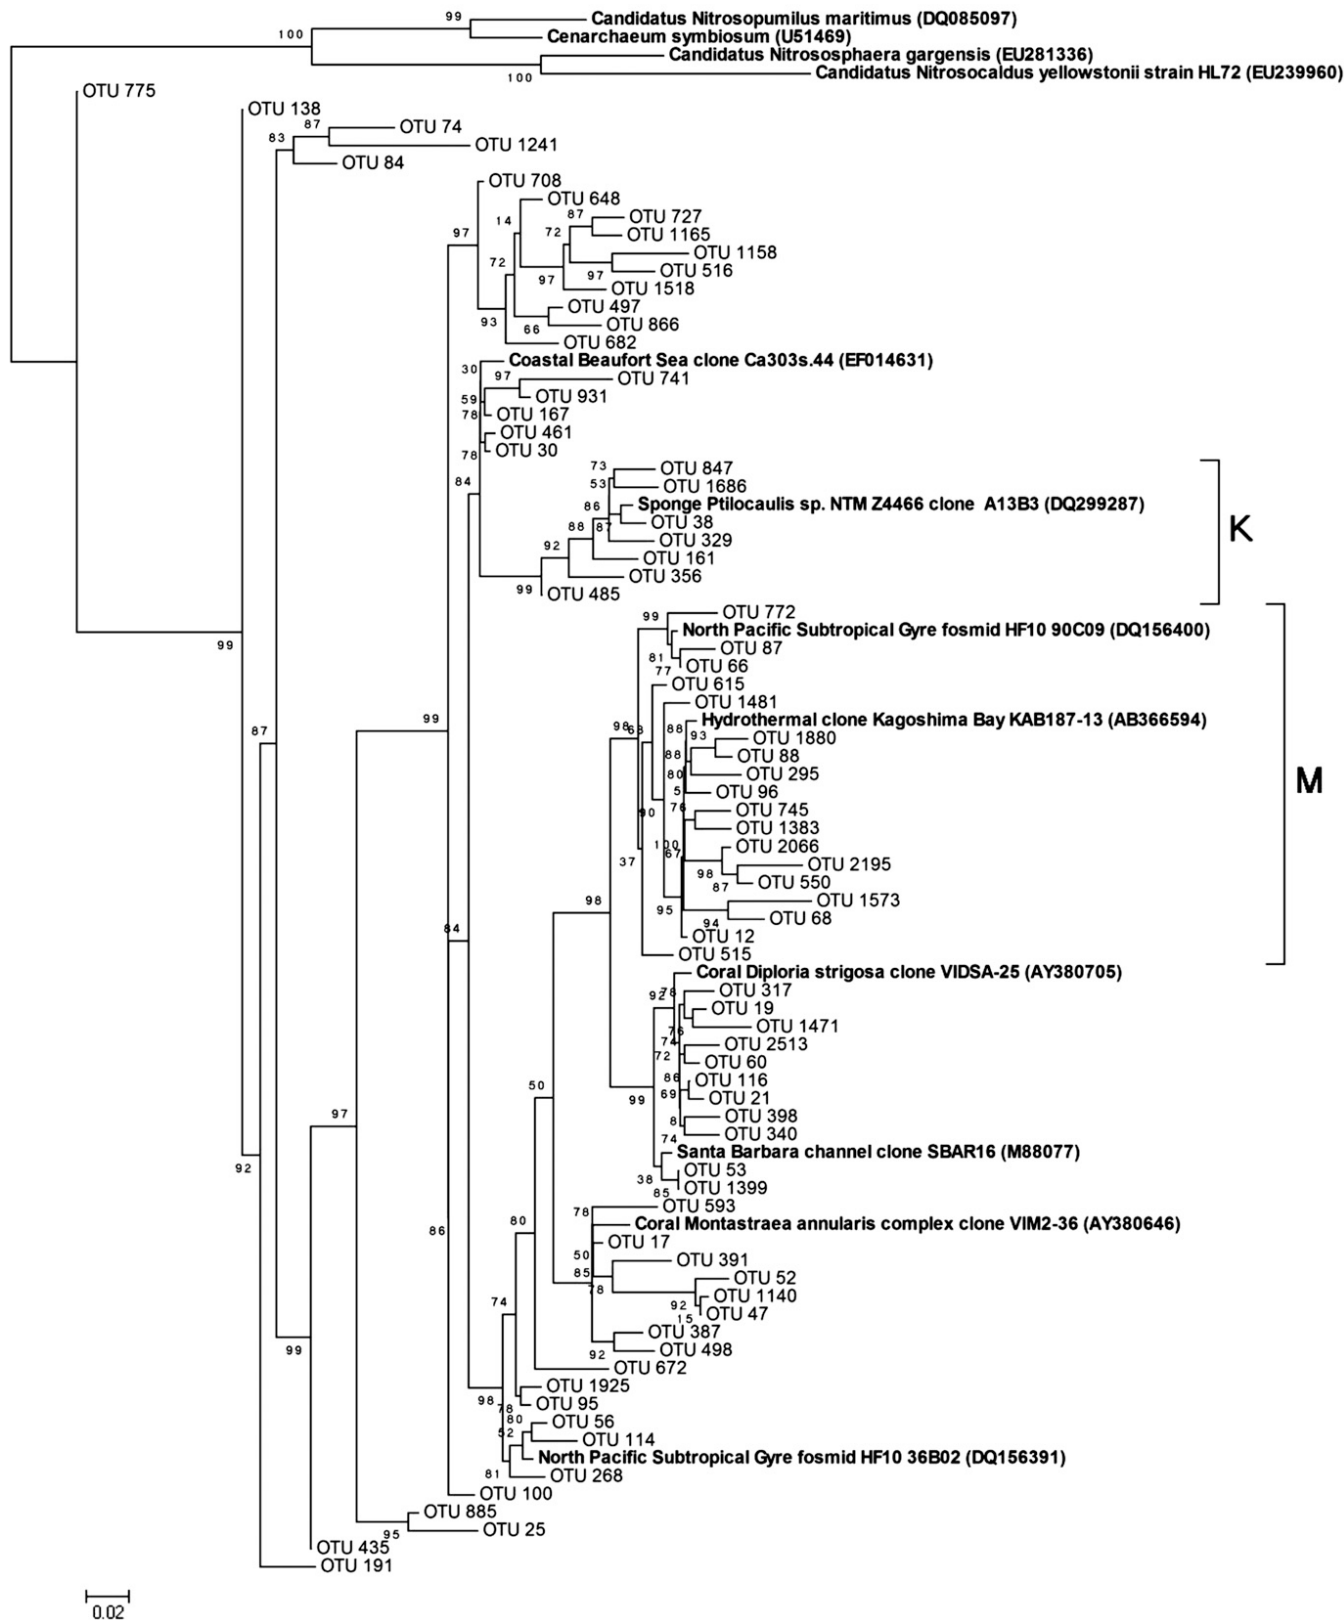 99
Candidatus Nitrosopumilus maritimus (DQ085097)
100
Cenarchaeum symbiosum (U51469)
Candidatus Nitrososphaera gargensis (EU281336)
100
Candidatus Nitrosocaldus yellowstonii strain HL72 (EU239960)
OTU 775
OTU 138
87
OTU 74
83
OTU 1241
OTU 84
OTU 708
OTU 648
14
87
OTU 727
97
72
OTU 1165
OTU 1158
72
97
97
OTU 516
OTU 1518
OTU 497
93
66
OTU 866
OTU 682
Coastal Beaufort Sea clone Ca303s.44 (EF014631)
30
97
OTU 741
59
OTU 931
78
OTU 167
OTU 461
78
OTU 30
73
OTU 847
84
53
OTU 1686
86
Sponge Ptilocaulis sp. NTM Z4466 clone A13B3 (DQ299287)
88
87
OTU 38
K
92
OTU 329
OTU 161
OTU 356
99
OTU 485
99
OTU 772
North Pacific Subtropical Gyre fosmid HF10 90C09 (DQ156400)
99
81
OTU 87
77
OTU 66
OTU 615
OTU 1481
99
Hydrothermal clone Kagoshima Bay KAB187-13 (AB366594)
87
98
68
88
93
OTU 1880
88
OTU 88
80
OTU 295
M
5
OTU 96
90
76
OTU 745
OTU 1383
100
67
OTU 2066
37
98
OTU 2195
87
OTU 550
98
95
94
OTU 1573
OTU 68
84
OTU 12
OTU 515
Coral Diploria strigosa clone VIDSA-25 (AY380705)
92
78
OTU 317
OTU 19
76
OTU 1471
74
OTU 2513
72
OTU 60
86
OTU 116
50
99
69
OTU 21
97
8
OTU 398
OTU 340
74
Santa Barbara channel clone SBAR16 (M88077)
92
38
OTU 53
85
OTU 1399
78
OTU 593
80
Coral Montastraea annularis complex clone VIM2-36 (AY380646)
86
OTU 17
50
OTU 391
85
78
OTU 52
74
92
OTU 1140
15
OTU 47
OTU 387
99
92
OTU 498
OTU 672
98
OTU 1925
78
OTU 95
80
OTU 56
52
OTU 114
North Pacific Subtropical Gyre fosmid HF10 36B02 (DQ156391)
81
OTU 268
OTU 100
OTU 885
95
OTU 25
OTU 435
OTU 191
0.02